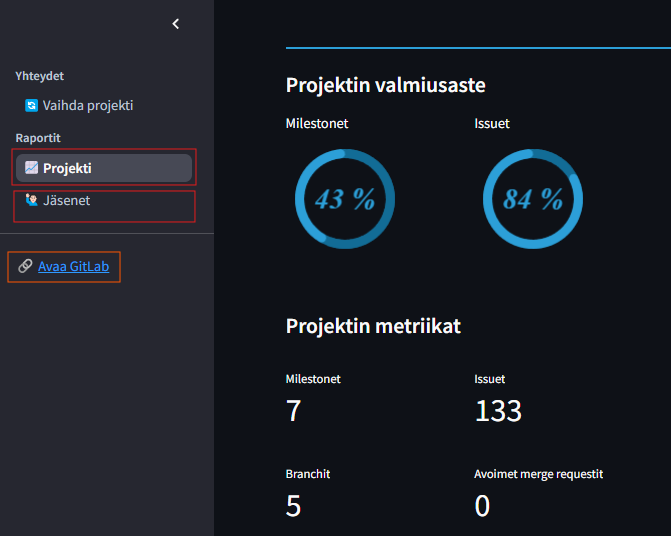 Yhteydet
Vaihda projekti
Raportit
Projekti
Jäsenet
Avaa GitLab
Projektin valmiusaste
Milestonet Issuet
43 % 84 %
Projektin metriikat
Milestonet Issuet
7 133
Branchit Avoimet merge requestit
5 0